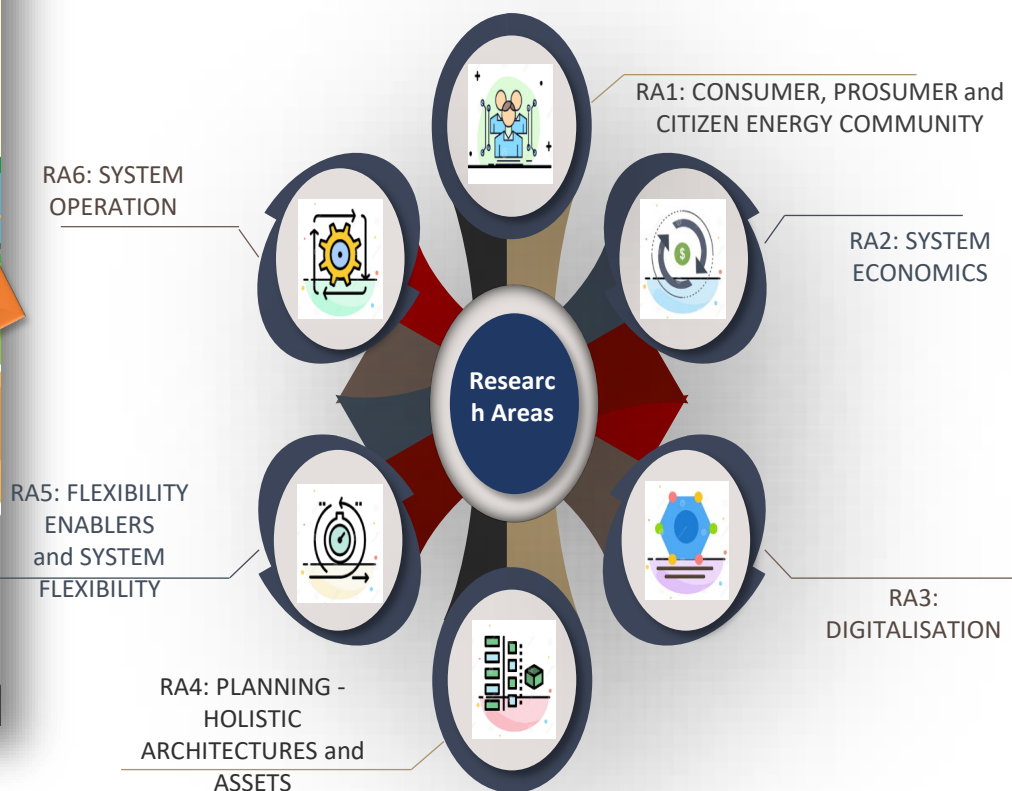 RA1: CONSUMER, PROSUMER and
CITIZEN ENERGY COMMUNITY
RA6: SYSTEM
OPERATION
RA2: SYSTEM
ECONOMICS
$
Researc
h Areas
RA5: FLEXIBILITY
ENABLERS
and SYSTEM
FLEXIBILITY
RA3:
DIGITALISATION
RA4: PLANNING -
HOLISTIC
ARCHITECTURES and
ASSETS